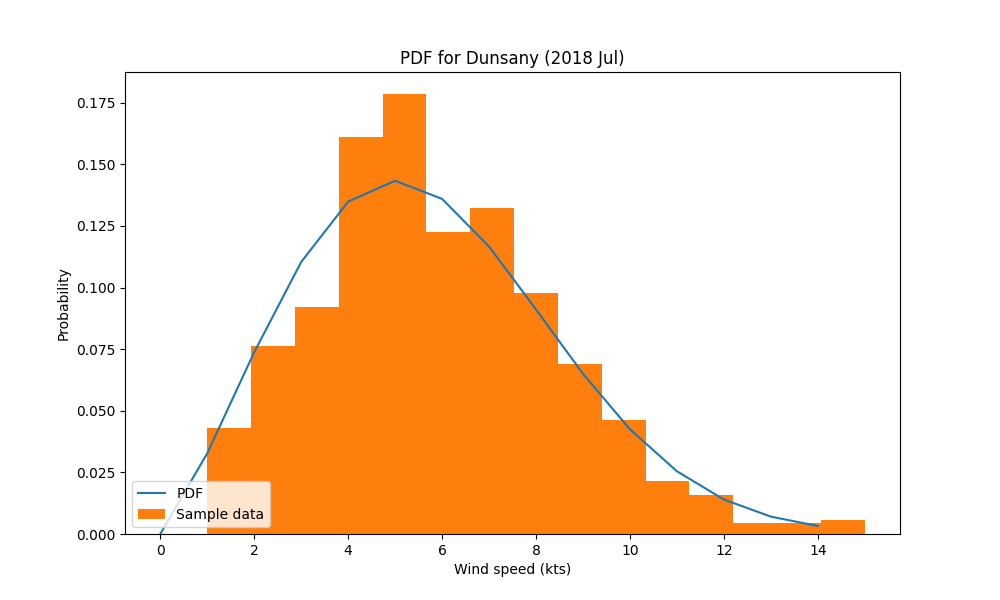 PDF for Dunsany (2018 Jul)
Probability
0.175
0.150
0.125
0.100
0.075
0.050
0.025
0.000
PDF
Sample data
0 2 4 6 8 10 12 14
Wind speed (kts)